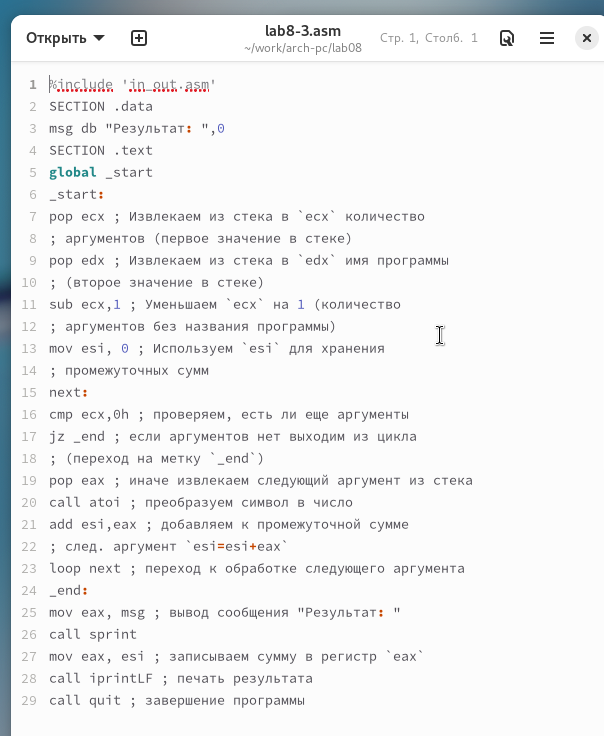 Открыть
lab8-3.asm
~/work/arch-pc/lab08
Стр. 1, Столб. 1
1 %include 'in_out.asm'
2 SECTION .data
3 msg db "Результат: ",0
4 SECTION .text
5 global _start
6 _start:
7 pop ecx ; Извлекаем из стека в `ecx` количество
8 ; аргументов (первое значение в стеке)
9 pop edx ; Извлекаем из стека в `edx` имя программы
10 ; (второе значение в стеке)
11 sub ecx,1 ; Уменьшаем `ecx` на 1 (количество
12 ; аргументов без названия программы)
13 mov esi, 0 ; Используем `esi` для хранения
14 ; промежуточных сумм
15 next:
16 cmp ecx,0h ; проверяем, есть ли еще аргументы
17 jz _end ; если аргументов нет выходим из цикла
18 ; (переход на метку `_end`)
19 pop eax ; иначе извлекаем следующий аргумент из стека
20 call atoi ; преобразуем символ в число
21 add esi,eax ; добавляем к промежуточной сумме
22 ; след. аргумент `esi=esi+eax`
23 loop next ; переход к обработке следующего аргумента
24 _end:
25 mov eax, msg ; вывод сообщения "Результат: "
26 call sprint
27 mov eax, esi ; записываем сумму в регистр `eax`
28 call iprintLF ; печать результата
29 call quit ; завершение программы